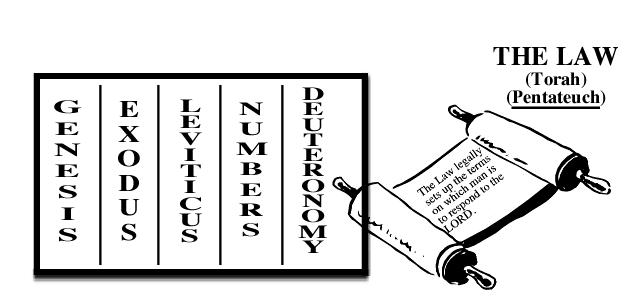 THE LAW
(Torah)
(Pentateuch)
GENESIS
EXODUS
LEVITICUS
NUMBERS
DEUTERONOMY
The Law legally
sets up the terms
on which man is
to respond to the
LORD.